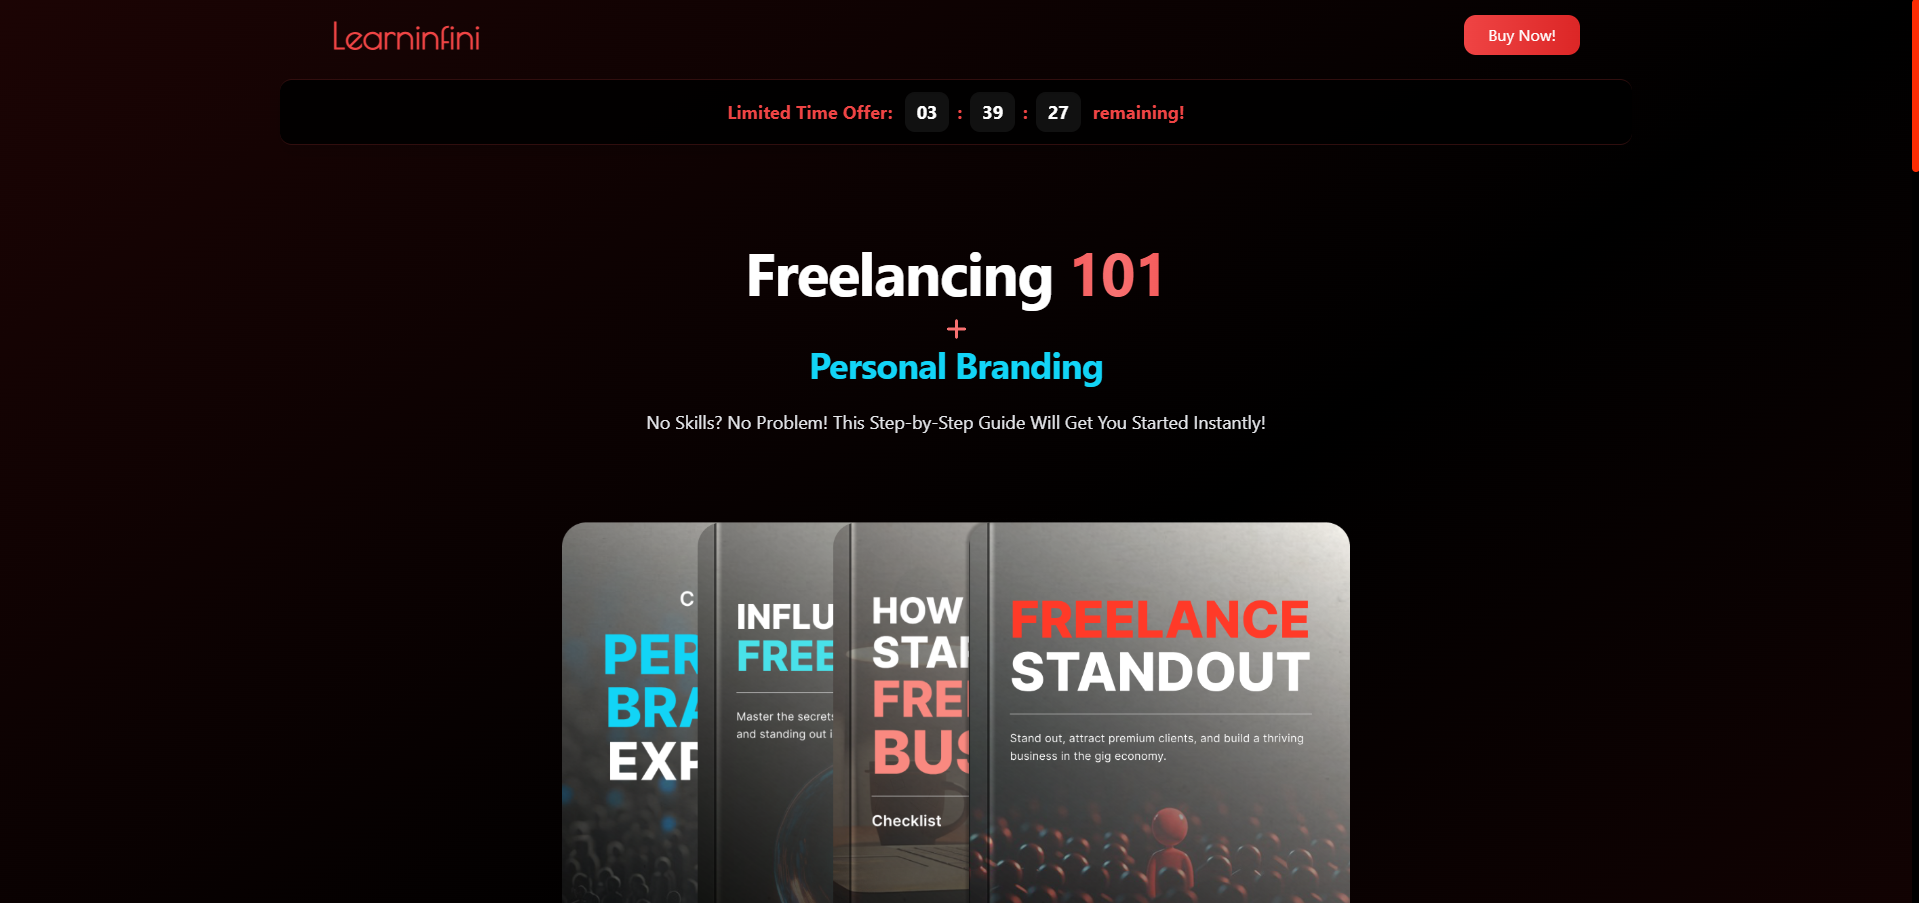 Learninfini
Buy Now!
Limited Time Offer: 03 : 39 : 27 remaining!
Freelancing 101
+
Personal Branding
No Skills? No Problem! This Step-by-Step Guide Will Get You Started Instantly!
C
PER
BRA
EXP
INFLU
FREE
Master the secrets
and standing out i
HOW
STAR
FREE
BUS
Checklist
FREELANCE
STANDOUT
Stand out, attract premium clients, and build a thriving
business in the gig economy.